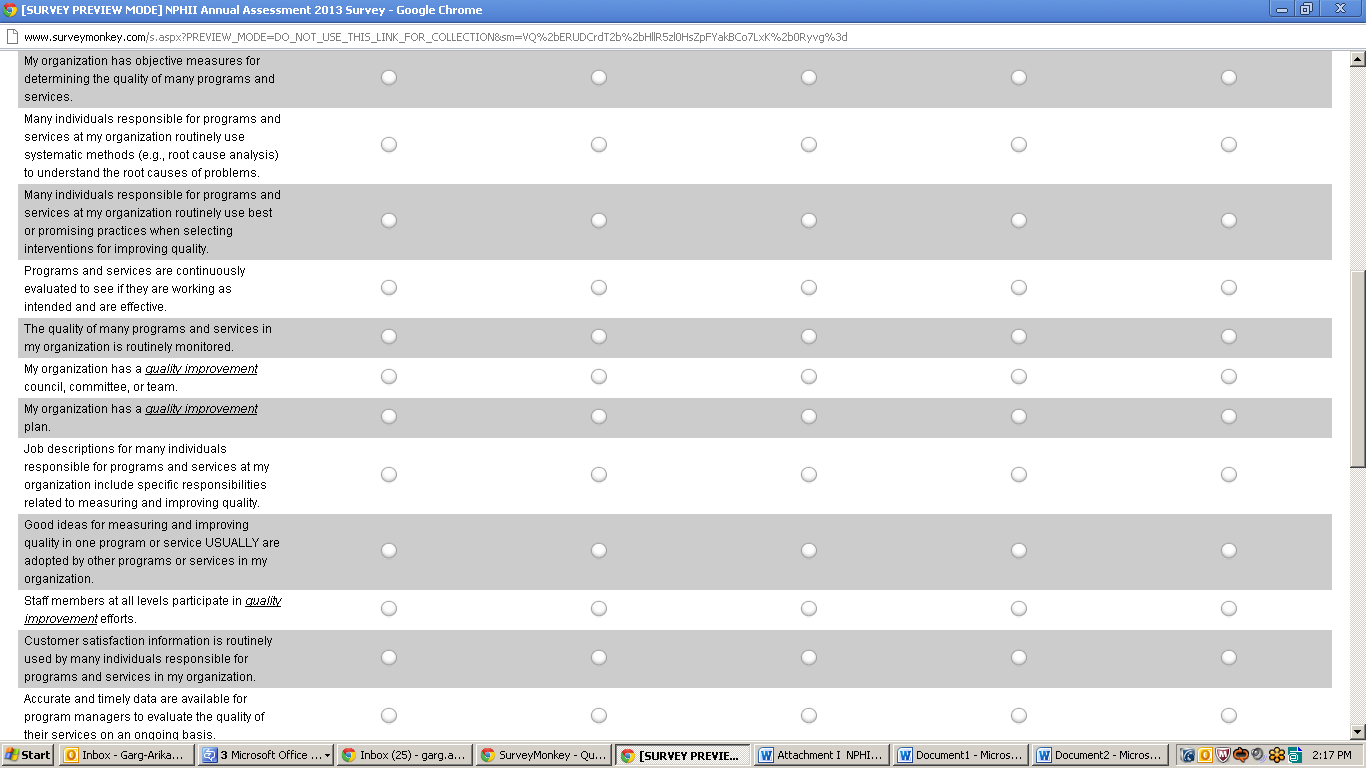 [SURVEY PREVIEW MODE] NPHII Annual Assessment 2013 Survey - Google Chrome
www.surveymonkey.com/s.aspx?PREVIEW_MODE=DO_NOT_USE_THIS_LINK_FOR_COLLECTION&sm=VQ%2bERUDCrdT2b%2bHllR5zl0HsZpFYakBCo7LxK%2b0Ryvg%3d
My organization has objective measures for
determining the quality of many programs and
services.
Many individuals responsible for programs and
services at my organization routinely use
systematic methods (e.g., root cause analysis)
to understand the root causes of problems.
Many individuals responsible for programs and
services at my organization routinely use best
or promising practices when selecting
interventions for improving quality.
Programs and services are continuously
evaluated to see if they are working as
intended and are effective.
The quality of many programs and services in
my organization is routinely monitored.
My organization has a quality improvement
council, committee, or team.
My organization has a quality improvement
plan.
Job descriptions for many individuals
responsible for programs and services at my
organization include specific responsibilities
related to measuring and improving quality.
Good ideas for measuring and improving
quality in one program or service USUALLY are
adopted by other programs or services in my
organization.
Staff members at all levels participate in quality
improvement efforts.
Customer satisfaction information is routinely
used by many individuals responsible for
programs and services in my organization.
Accurate and timely data are available for
program managers to evaluate the quality of
their services on an ongoing basis.
Start Inbox - Garg-Arika... 3 Microsoft Office ... Inbox (25) - garg.a... SurveyMonkey - Qu... [SURVEY PREVIE... Attachment I NPHI... Document1 - Micros... Document2 - Micros... 2:17 PM